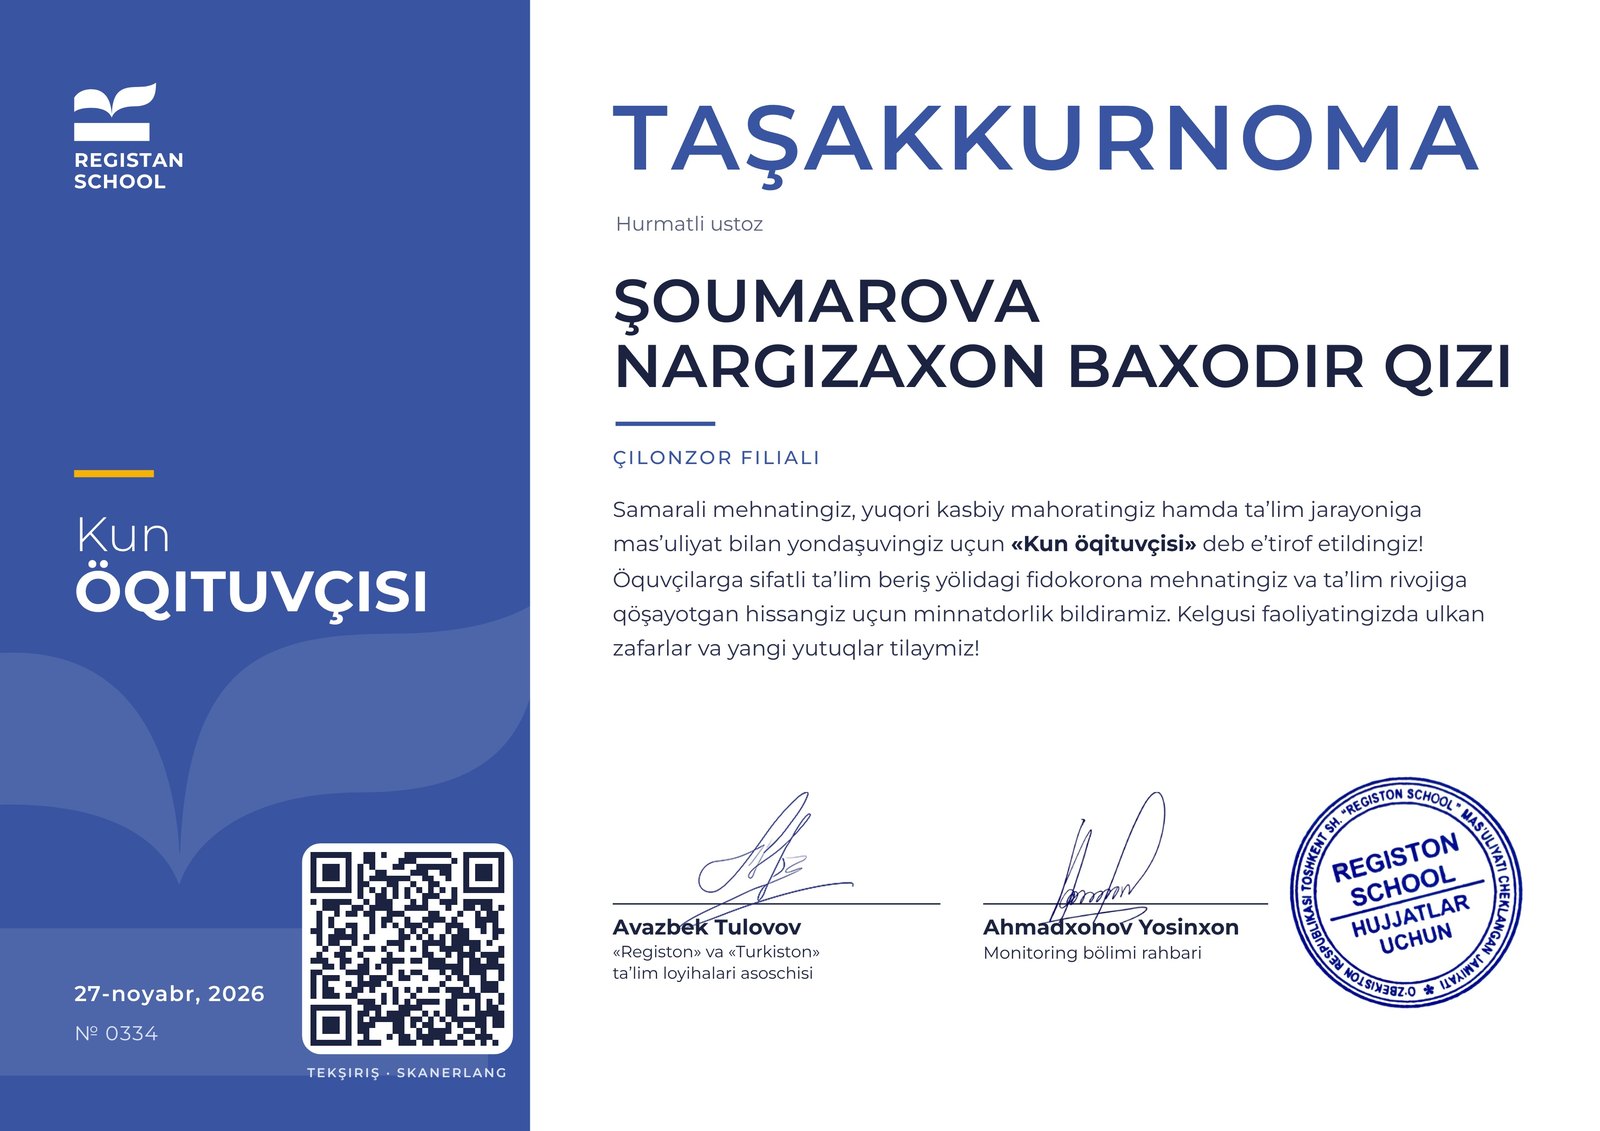 REGISTAN
SCHOOL
Kun
ÖQITUVÇISI
27-noyabr, 2026
№ 0334
TEKŞIRIŞ · SKANERLANG
TAŞAKKURNOMA
Hurmatli ustoz
ŞOUMAROVA
NARGIZAXON BAXODIR QIZI
ÇILONZOR FILIALI
Samarali mehnatingiz, yuqori kasbiy mahoratingiz hamda ta’lim jarayoniga
mas’uliyat bilan yondaşuvingiz uçun «Kun öqituvçisi» deb e’tirof etildingiz!
Öquvçilarga sifatli ta’lim beriş yölidagi fidokorona mehnatingiz va ta’lim rivojiga
qöşayotgan hissangiz uçun minnatdorlik bildiramiz. Kelgusi faoliyatingizda ulkan
zafarlar va yangi yutuqlar tilaymiz!
Avazbek Tulovov
«Registon» va «Turkiston»
ta’lim loyihalari asoschisi
Ahmadxonov Yosinxon
Monitoring bölimi rahbari
O‘ZBEKISTON RESPUBLIKASI TOSHKENT SH. "REGISTON SCHOOL" MAS'ULIYATI CHEKLANGAN JAMIYATI
REGISTON
SCHOOL
HUJJATLAR
UCHUN